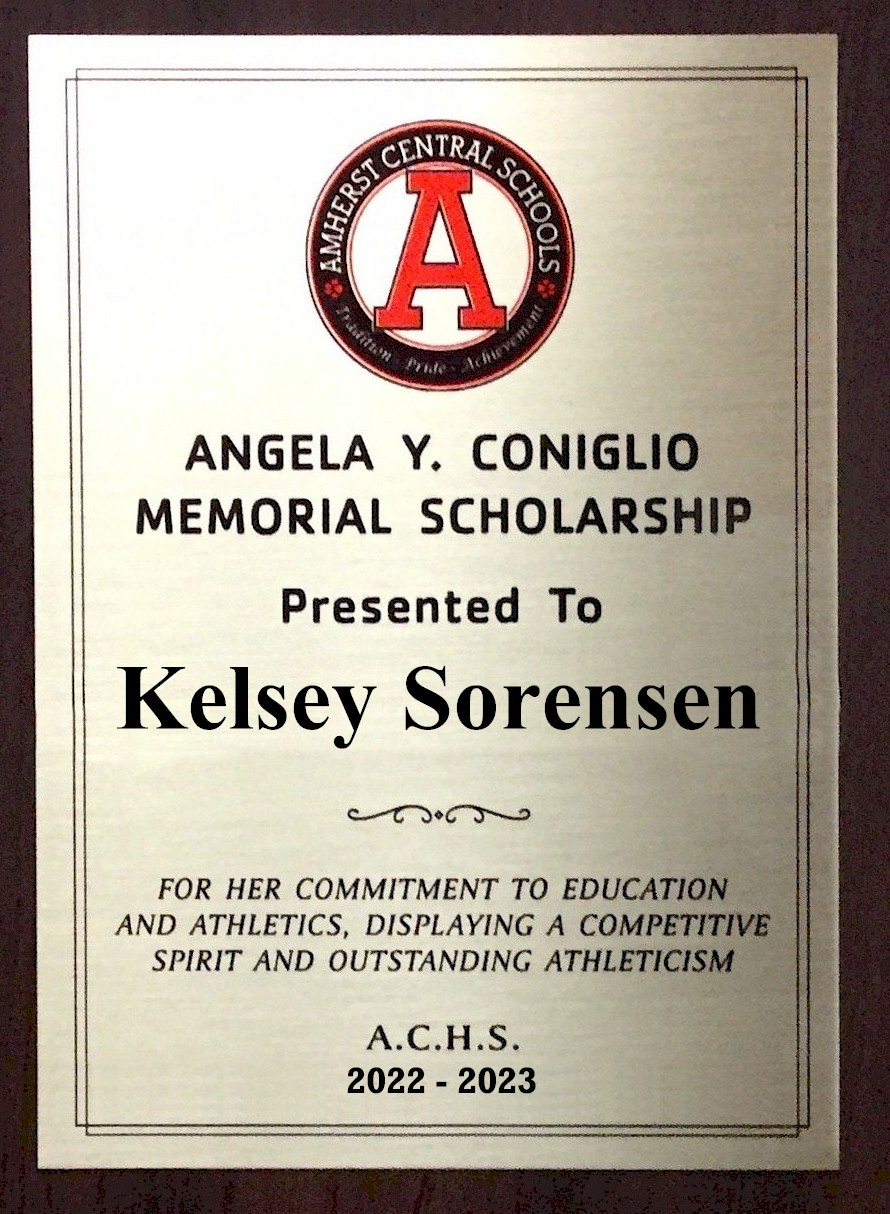 AMHERST CENTRAL SCHOOLS
A
Tradition - Pride - Achievement
ANGELA Y. CONIGLIO
MEMORIAL SCHOLARSHIP
Presented To
Kelsey Sorensen
FOR HER COMMITMENT TO EDUCATION
AND ATHLETICS, DISPLAYING A COMPETITIVE
SPIRIT AND OUTSTANDING ATHLETICISM
A.C.H.S.
2022 - 2023